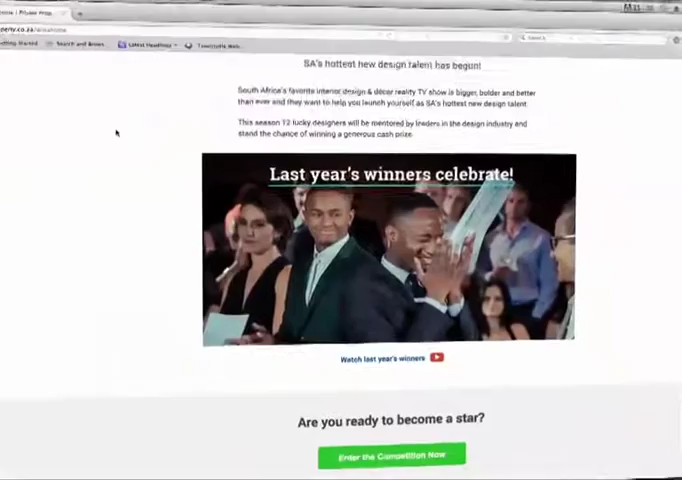 SA's hottest new design talent has begun!
South Africa's favorite interior design & décor reality TV show is bigger, bolder and better
than ever and they want to help you launch yourself as SA's hottest new design talent.
This season 12 lucky designers will be mentored by leaders in the design industry and
stand the chance of winning a generous cash prize.
Last year's winners celebrate!
Watch last year's winners
Are you ready to become a star?
Enter the Competition Now